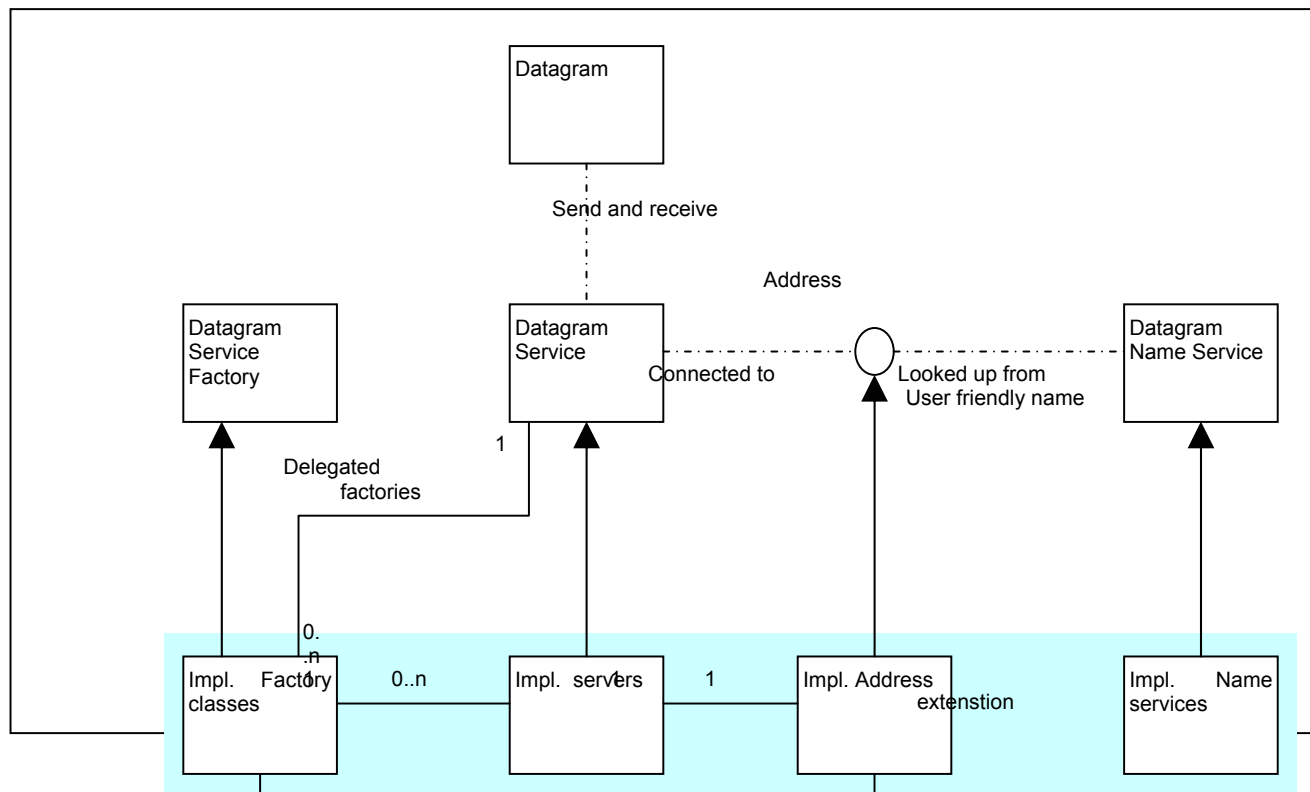 Datagram
Send and receive
Address
Datagram
Service
Factory
Datagram
Service
Datagram
Name Service
Connected to
Looked up from
User friendly name
1
Delegated
factories
0.
.n
1
Impl. Factory
classes
0..n
Impl. servers
1
1
Impl. Address
extenstion
Impl. Name
services